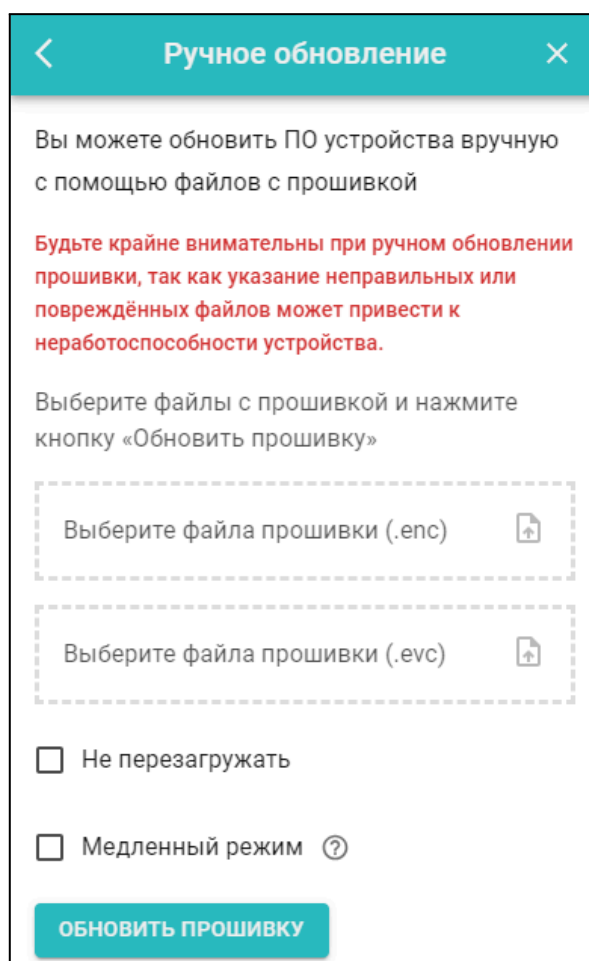 Ручное обновление
Вы можете обновить ПО устройства вручную
с помощью файлов с прошивкой
Будьте крайне внимательны при ручном обновлении
прошивки, так как указание неправильных или
повреждённых файлов может привести к
неработоспособности устройства.
Выберите файлы с прошивкой и нажмите
кнопку «Обновить прошивку»
Выберите файла прошивки (.enc)
Выберите файла прошивки (.evc)
Не перезагружать
Медленный режим ?
ОБНОВИТЬ ПРОШИВКУ